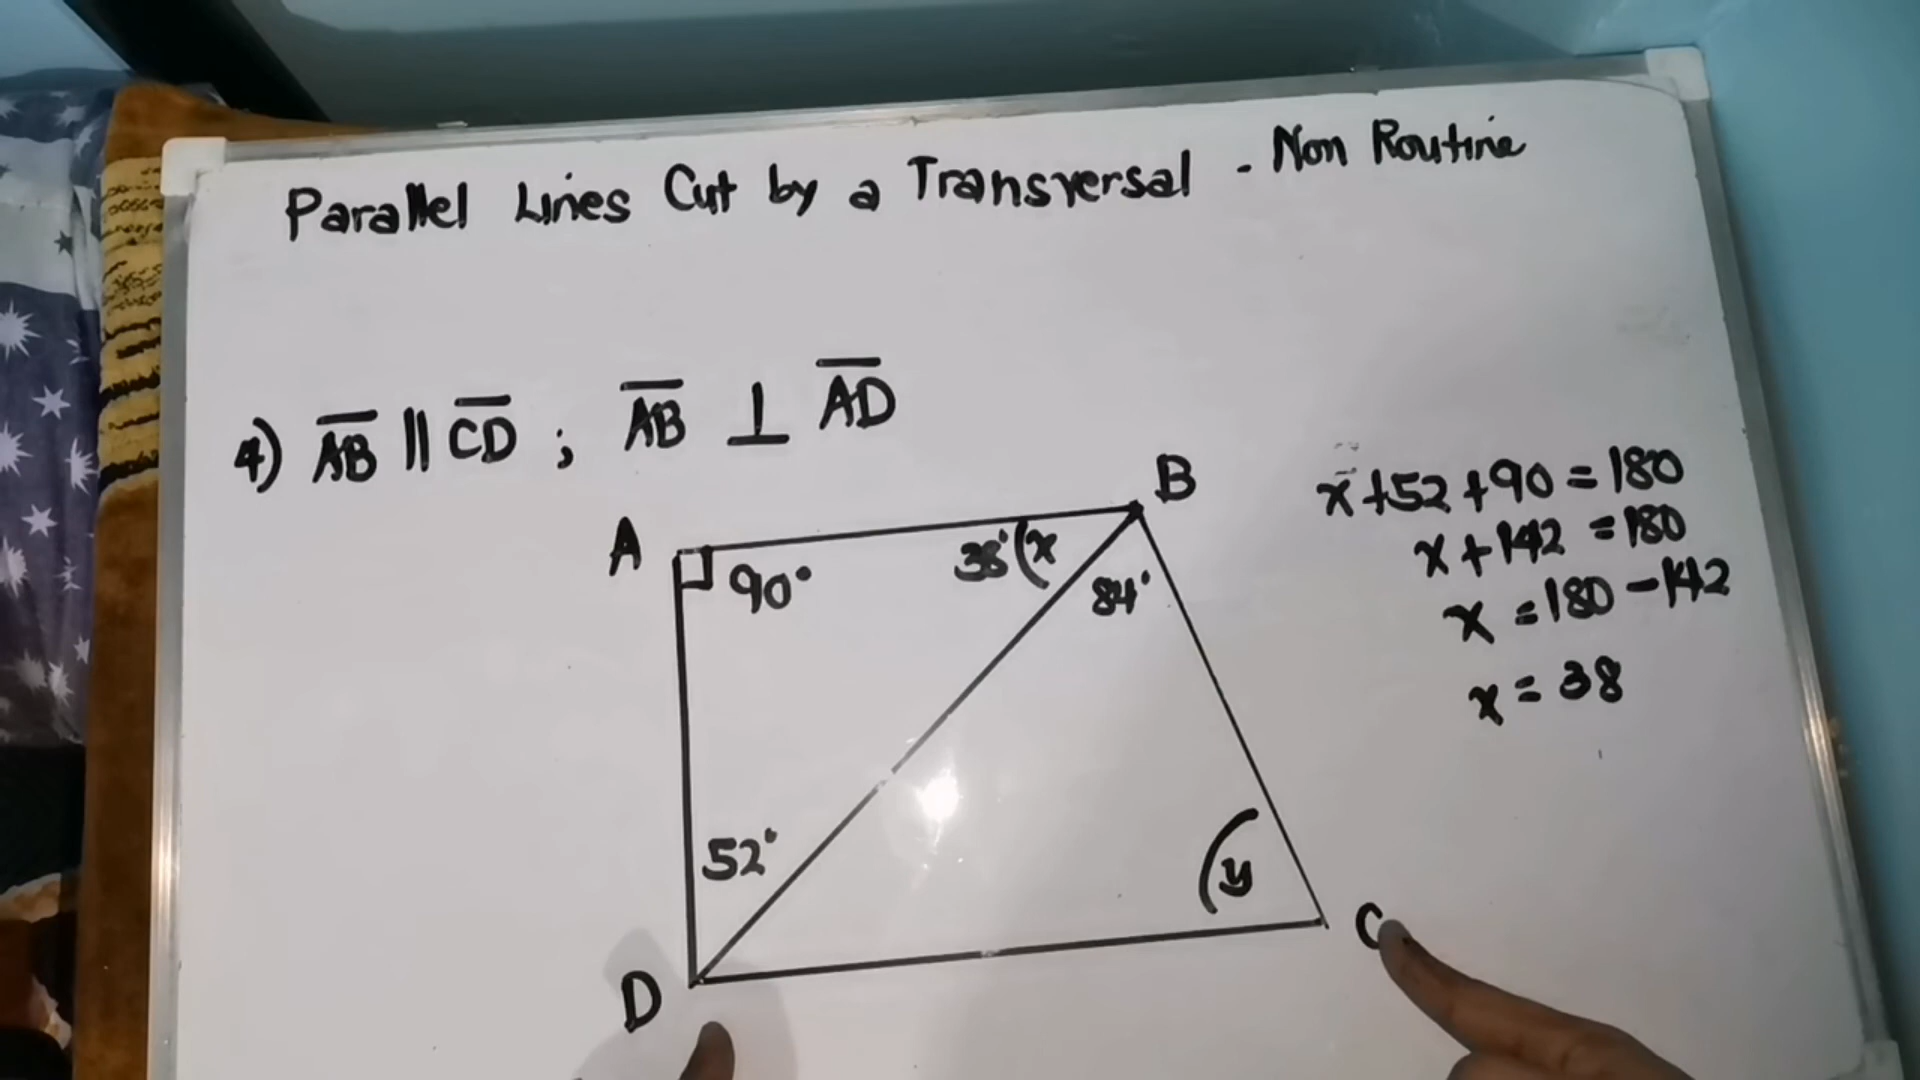 Parallel Lines Cut by a Transversal - Non Routine
4) AB || CD ; AB ⊥ AD
A
B
90°
38° x
84°
52°
y
D
C
x+52+90=180
x+142=180
x=180-142
x=38